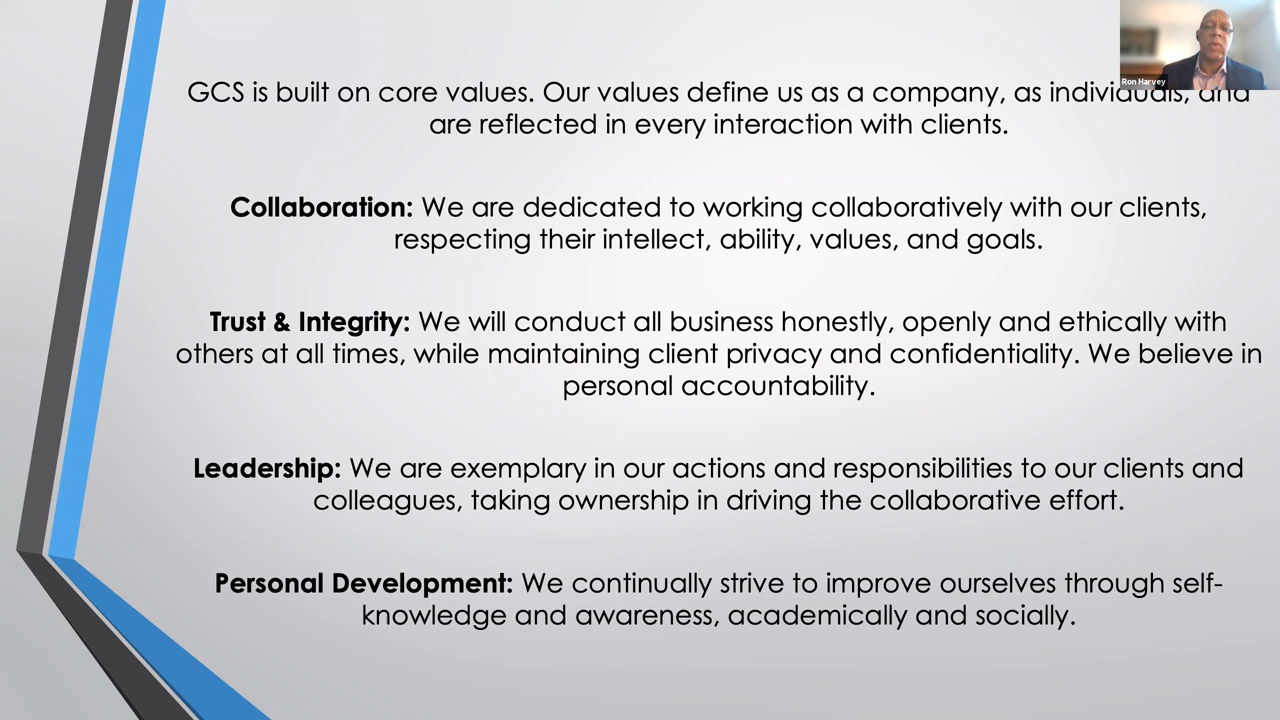 Ron Harvey
GCS is built on core values. Our values define us as a company, as individuals, and
are reflected in every interaction with clients.
Collaboration: We are dedicated to working collaboratively with our clients,
respecting their intellect, ability, values, and goals.
Trust & Integrity: We will conduct all business honestly, openly and ethically with
others at all times, while maintaining client privacy and confidentiality. We believe in
personal accountability.
Leadership: We are exemplary in our actions and responsibilities to our clients and
colleagues, taking ownership in driving the collaborative effort.
Personal Development: We continually strive to improve ourselves through self-
knowledge and awareness, academically and socially.